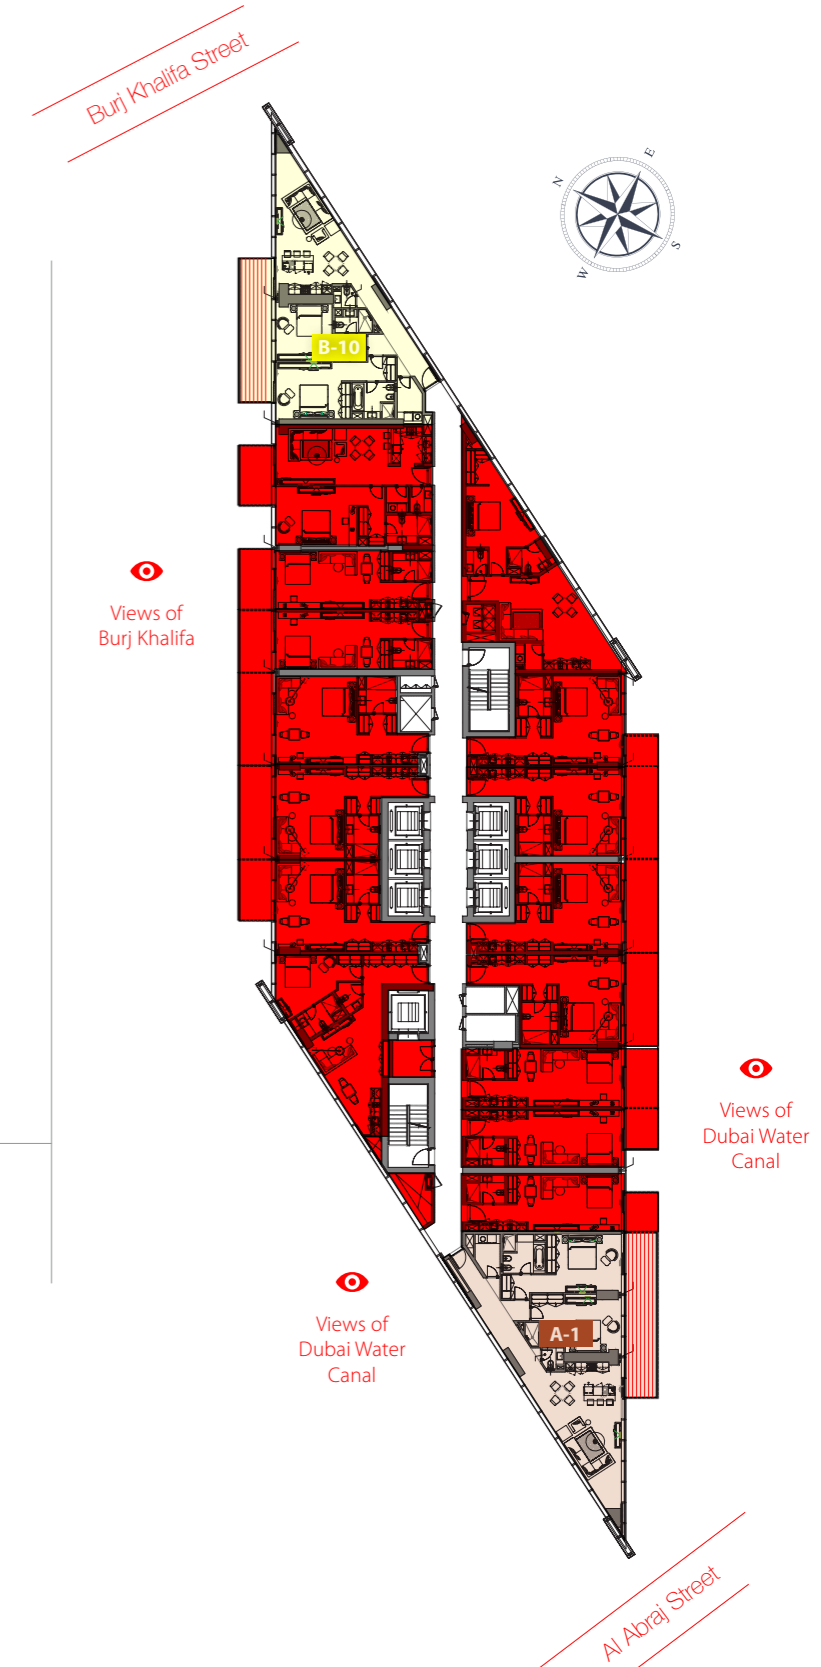 Burj Khalifa Street
E
N
S
W
B-10
Views of
Burj Khalifa
Views of
Dubai Water
Canal
Views of
Dubai Water
Canal
A-1
Al Abraj Street